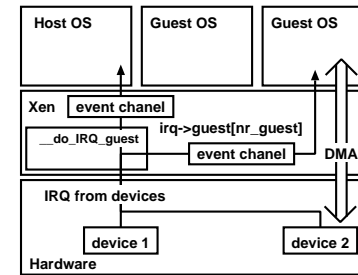 Host OS
Guest OS
Guest OS
Xen
event chanel
irq->guest[nr_guest]
__do_IRQ_guest
event channel
DMA
IRQ from devices
device 1
device 2
Hardware